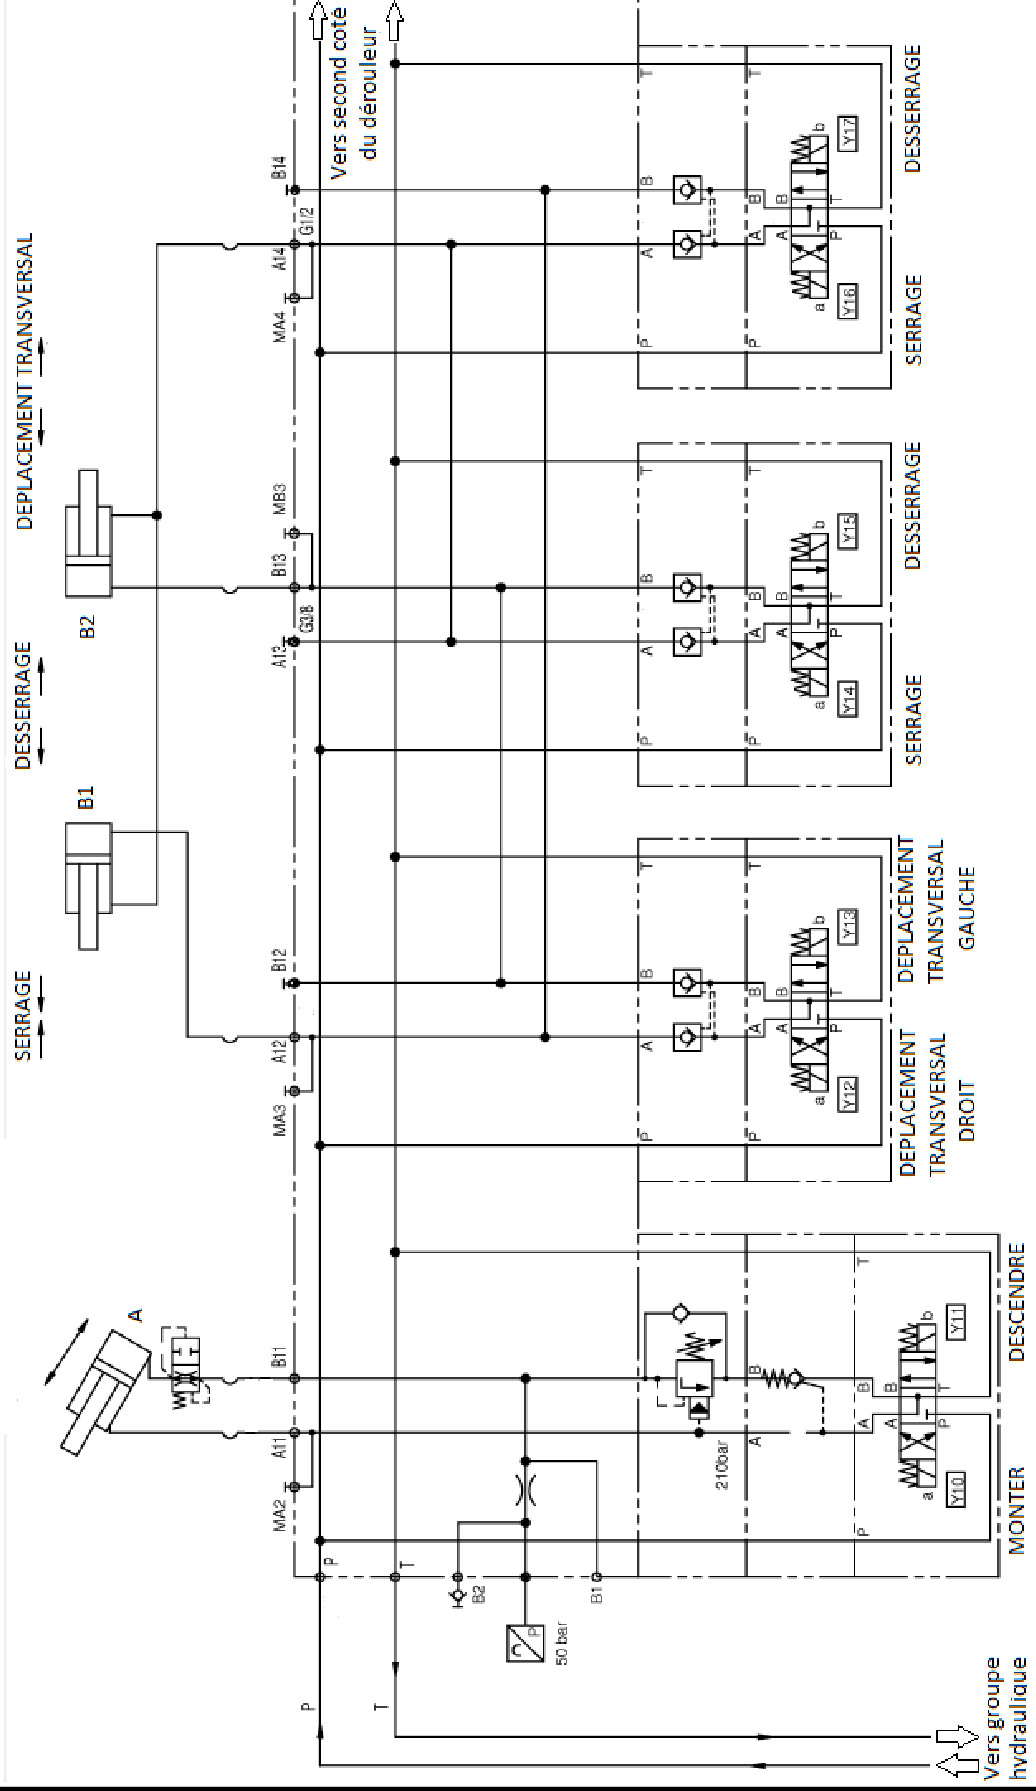 SERRAGE
DESSERRAGE
DEPLACEMENT TRANSVERSAL
A
B1
B2
MA2
A11
B11
MA3
A12
B12
A13
G3/8
B13
MB3
MA4
A14
G1/2
B14
Vers second coté
du dérouleur
P
T
P
T
B2
50 bar
P
B1
210bar
A
B
P
T
A
B
A
B
P
T
a
b
Y10
Y11
MONTER
DESCENDRE
P
A
B
T
P
A
B
T
A
B
P
T
a
b
Y12
Y13
DEPLACEMENT
TRANSVERSAL
DROIT
DEPLACEMENT
TRANSVERSAL
GAUCHE
P
A
B
T
P
A
B
T
A
B
P
T
a
b
Y14
Y15
SERRAGE
DESSERRAGE
P
A
B
T
P
A
B
T
A
B
P
T
a
b
Y16
Y17
SERRAGE
DESSERRAGE
Vers groupe
hydraulique